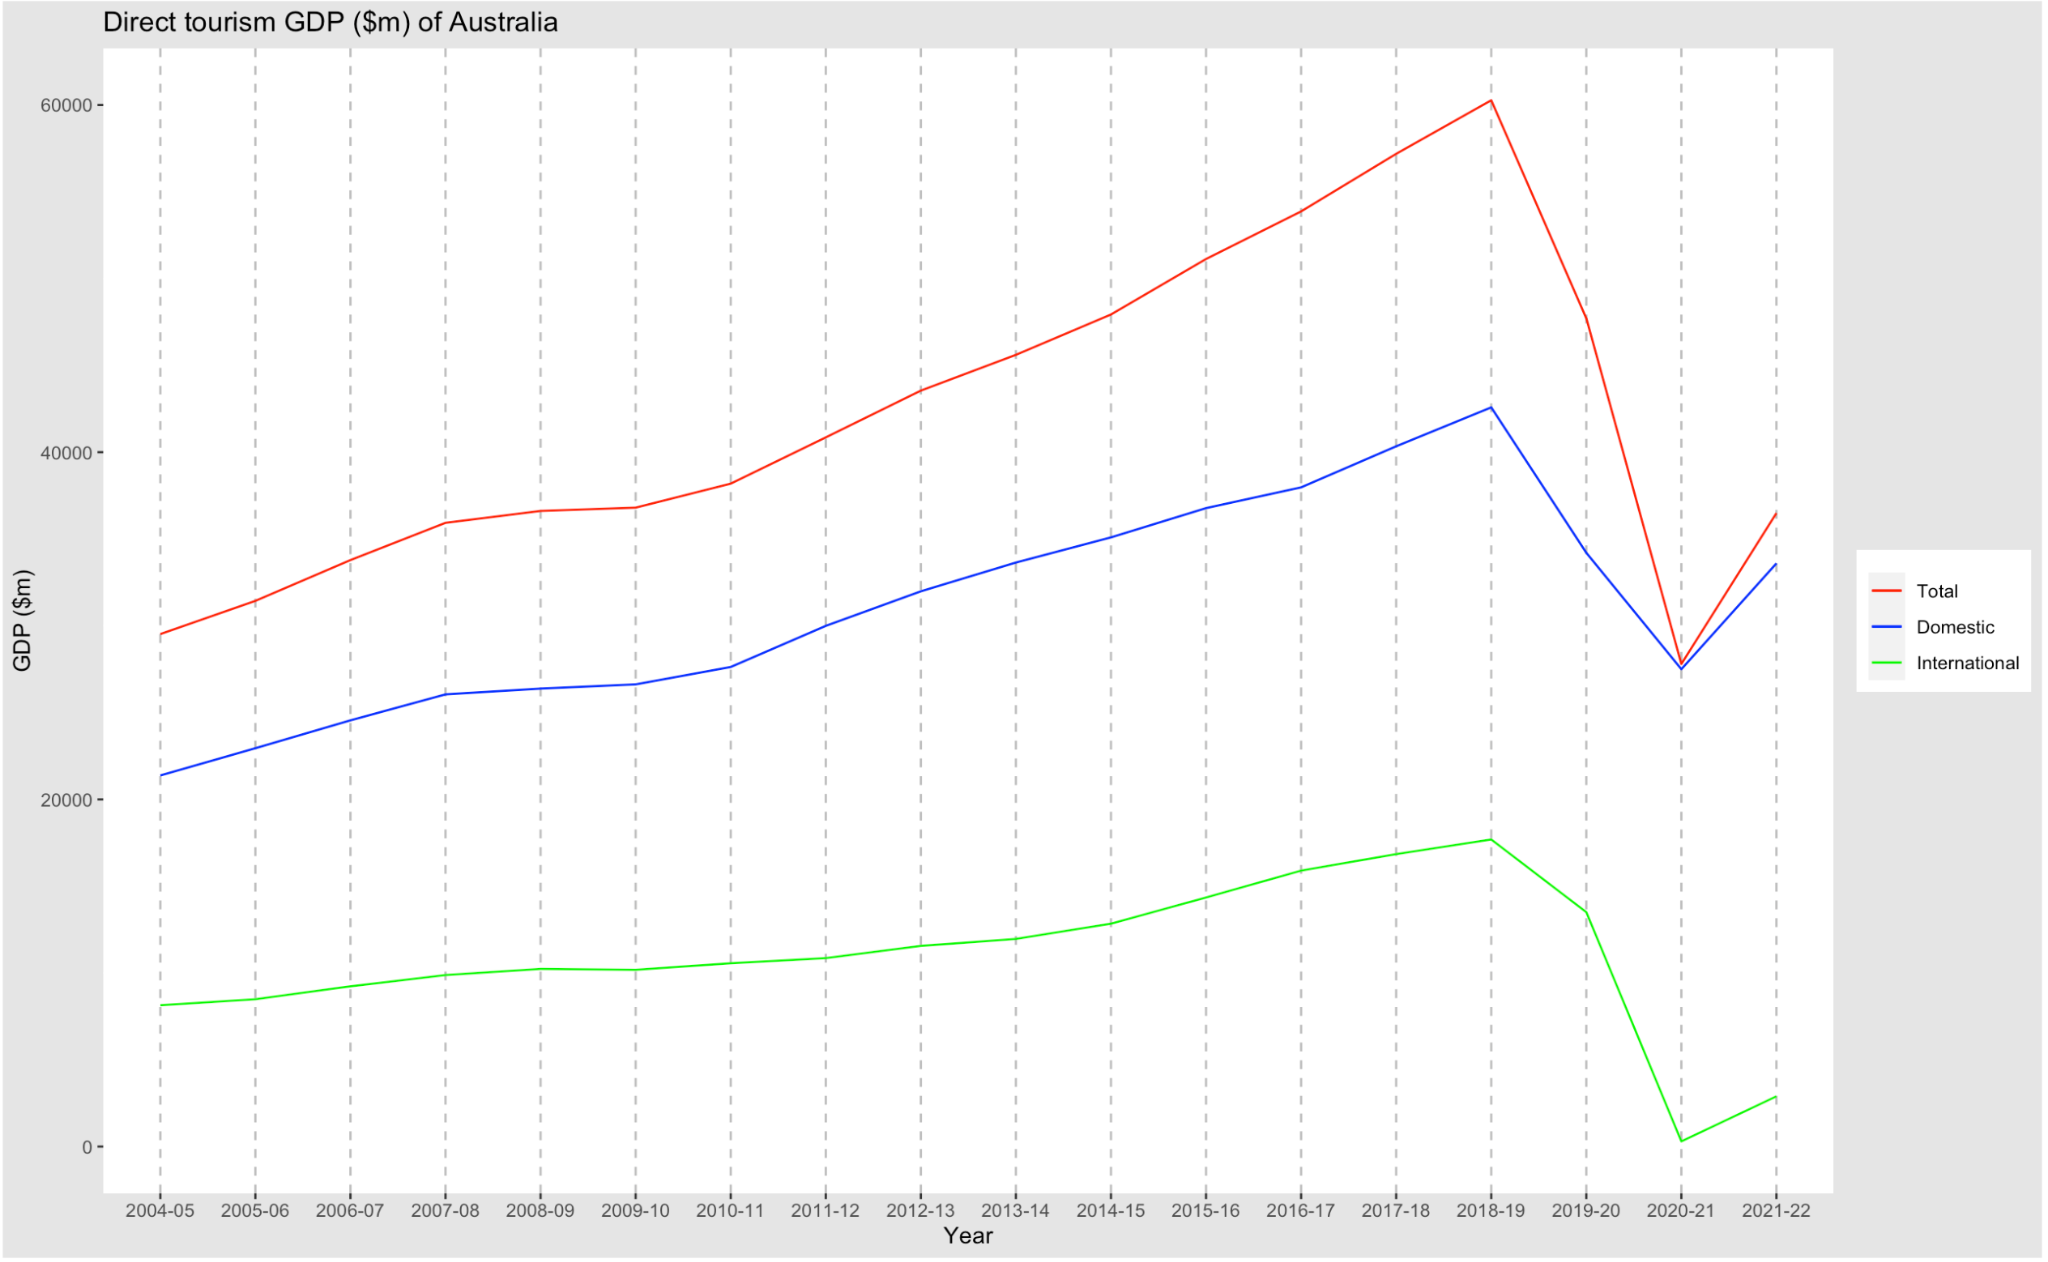 Direct tourism GDP ($m) of Australia
60000
40000
20000
0
GDP ($m)
2004-05 2005-06 2006-07 2007-08 2008-09 2009-10 2010-11 2011-12 2012-13 2013-14 2014-15 2015-16 2016-17 2017-18 2018-19 2019-20 2020-21 2021-22
Year
Total
Domestic
International